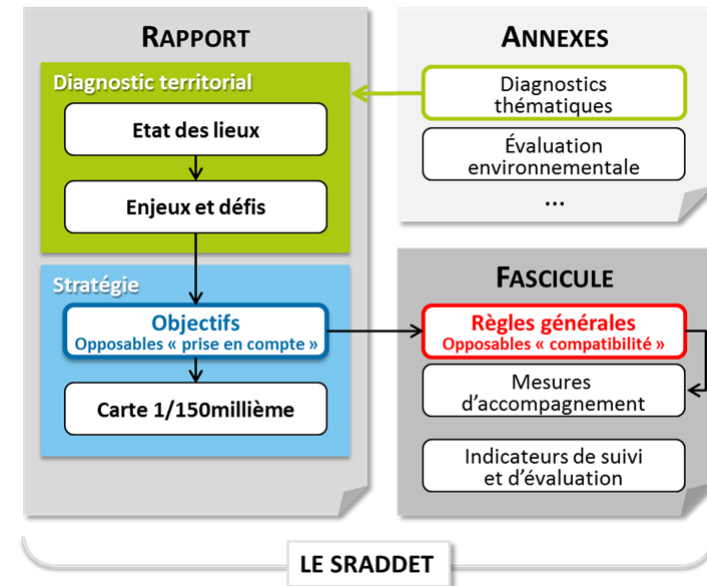 RAPPORT
Diagnostic territorial
Etat des lieux
Enjeux et défis
Stratégie
Objectifs
Opposables « prise en compte »
Carte 1/150millième
ANNEXES
Diagnostics
thématiques
Évaluation
environnementale
...
FASCICULE
Règles générales
Opposables « compatibilité »
Mesures
d'accompagnement
Indicateurs de suivi
et d'évaluation
LE SRADDET